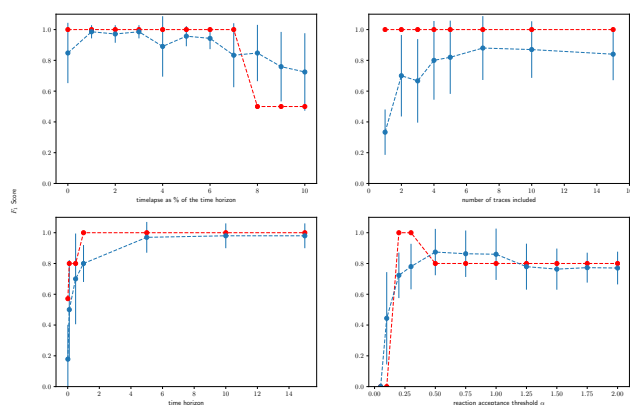 1.0
0.8
0.6
0.4
0.2
0.0
0 2 4 6 8 10
timelapse as % of the time horizon
1.0
0.8
0.6
0.4
0.2
0.0
0 2 4 6 8 10 12 14
number of traces included
F₁ Score
1.0
0.8
0.6
0.4
0.2
0.0
0 2 4 6 8 10 12 14
time horizon
1.0
0.8
0.6
0.4
0.2
0.0
0.00 0.25 0.50 0.75 1.00 1.25 1.50 1.75 2.00
reaction acceptance threshold α